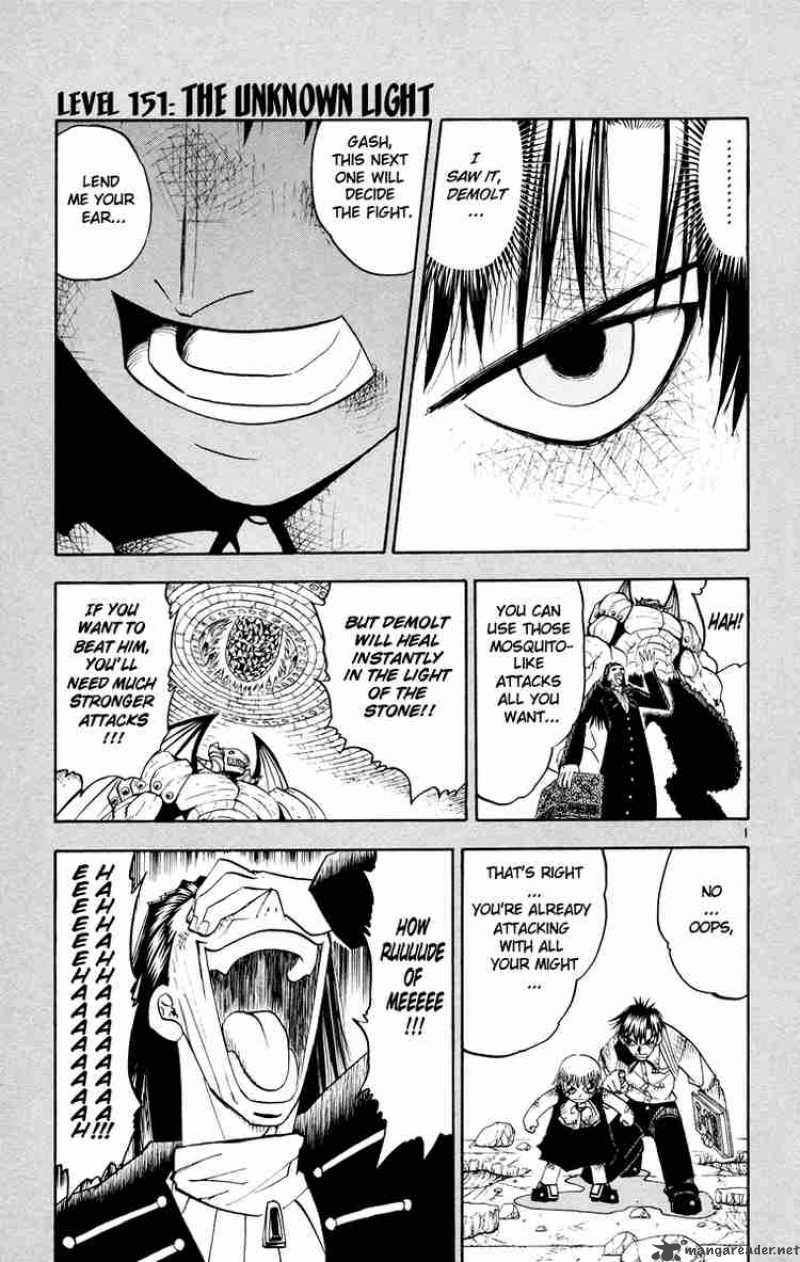 LEVEL 151: THE UNKNOWN LIGHT
.........
I
SAW IT,
DEMOLT
...
GASH,
THIS NEXT
ONE WILL
DECIDE
THE FIGHT.
LEND
ME YOUR
EAR...
HAH!
YOU CAN
USE THOSE
MOSQUITO-
LIKE
ATTACKS
ALL YOU
WANT...
BUT DEMOLT
WILL HEAL
INSTANTLY
IN THE LIGHT
OF THE
STONE!!
IF YOU
WANT TO
BEAT HIM,
YOU'LL
NEED MUCH
STRONGER
ATTACKS
!!!
1
NO
...
OOPS,
THAT'S RIGHT
...
YOU'RE ALREADY
ATTACKING
WITH ALL
YOUR MIGHT
...
HOW
RUUUUDE
OF
MEEEEE
!!!
HAHHAHHAAAAAAAA!!!
EEEEEEHAAAAAAAAH
mangareader.net